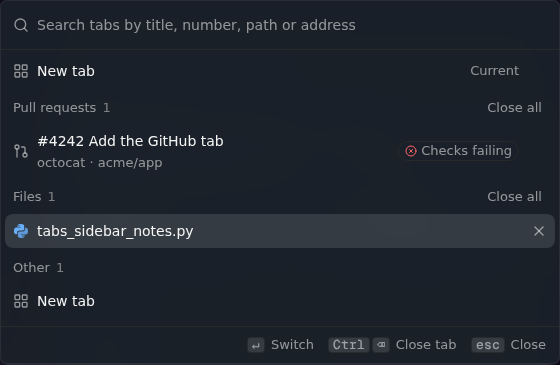 Search tabs by title, number, path or address
New tab Current
Pull requests 1 Close all
#4242 Add the GitHub tab
octocat · acme/app Checks failing
Files 1 Close all
tabs_sidebar_notes.py
Other 1
New tab
↵ Switch Ctrl ⌫ Close tab esc Close